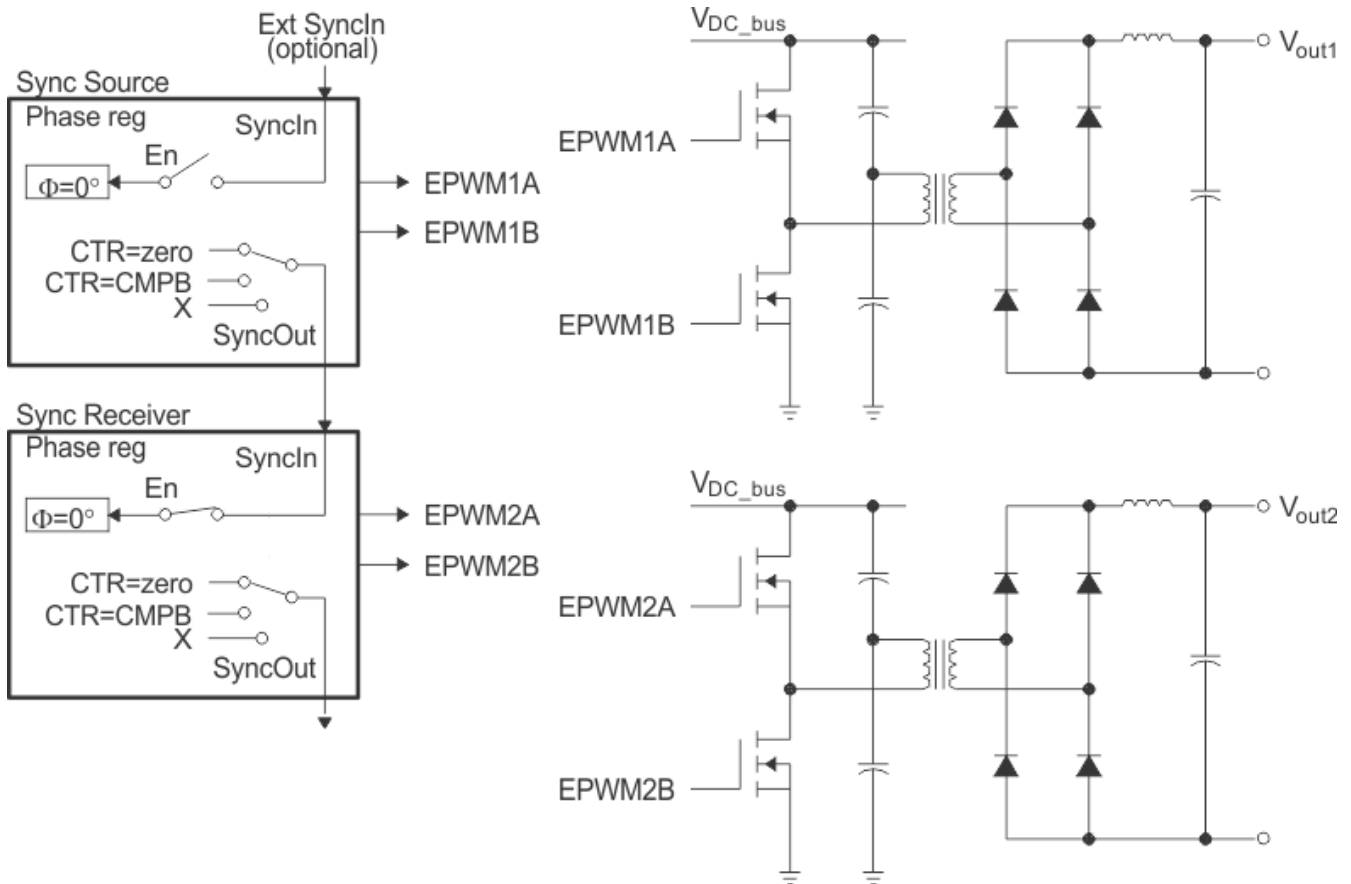 Ext SyncIn
(optional)
Sync Source
Phase reg
SyncIn
En
Φ=0°
EPWM1A
EPWM1B
CTR=zero
CTR=CMPB
X
SyncOut
Sync Receiver
Phase reg
SyncIn
En
Φ=0°
EPWM2A
EPWM2B
CTR=zero
CTR=CMPB
X
SyncOut
VDC_bus
Vout1
EPWM1A
EPWM1B
VDC_bus
Vout2
EPWM2A
EPWM2B